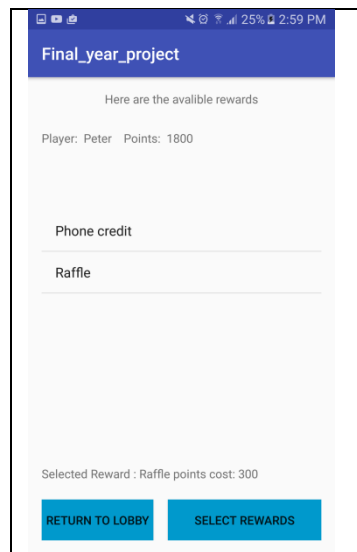 25% 2:59 PM
Final_year_project
Here are the avalible rewards
Player: Peter Points: 1800
Phone credit
Raffle
Selected Reward : Raffle points cost: 300
RETURN TO LOBBY SELECT REWARDS